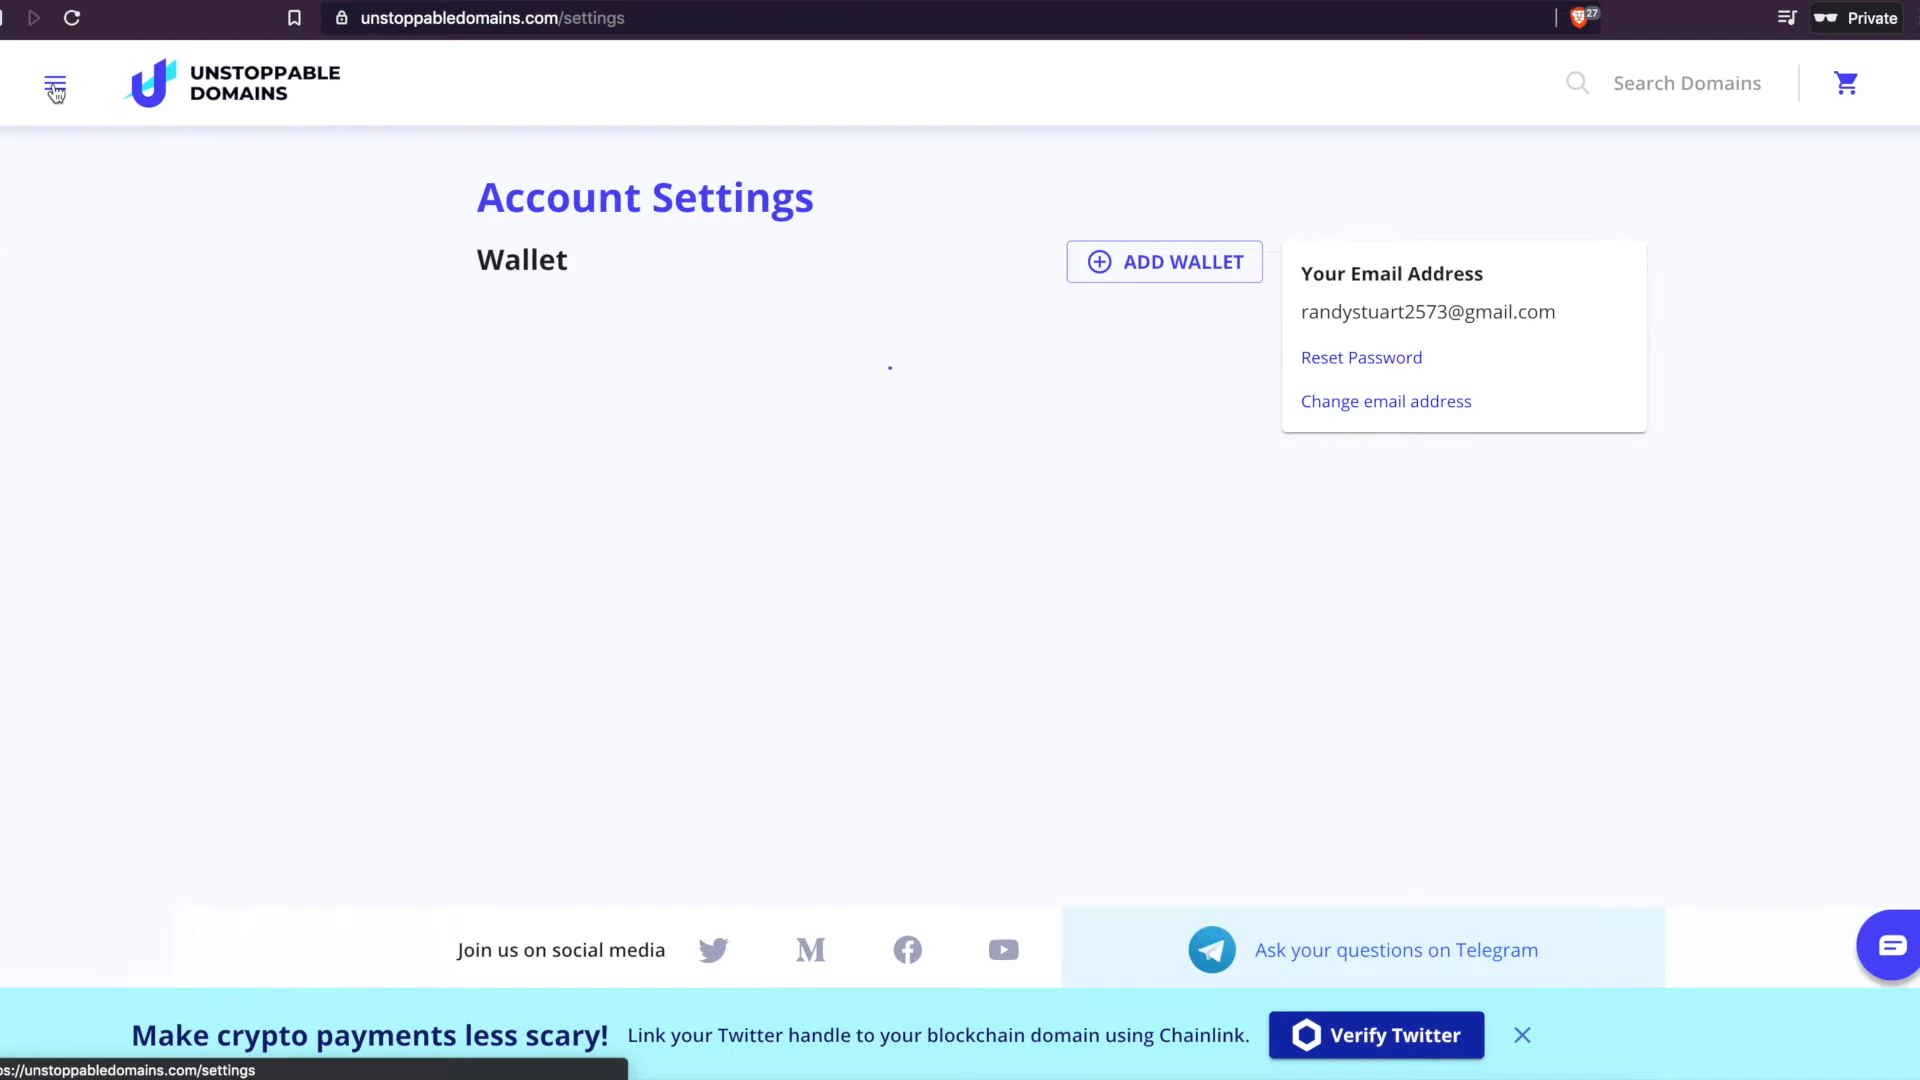 unstoppabledomains.com/settings
27
Private
UNSTOPPABLE
DOMAINS
Search Domains
Account Settings
Wallet
ADD WALLET
Your Email Address
randystuart2573@gmail.com
Reset Password
Change email address
Join us on social media
Ask your questions on Telegram
Make crypto payments less scary!
Link your Twitter handle to your blockchain domain using Chainlink.
Verify Twitter
ps://unstoppabledomains.com/settings